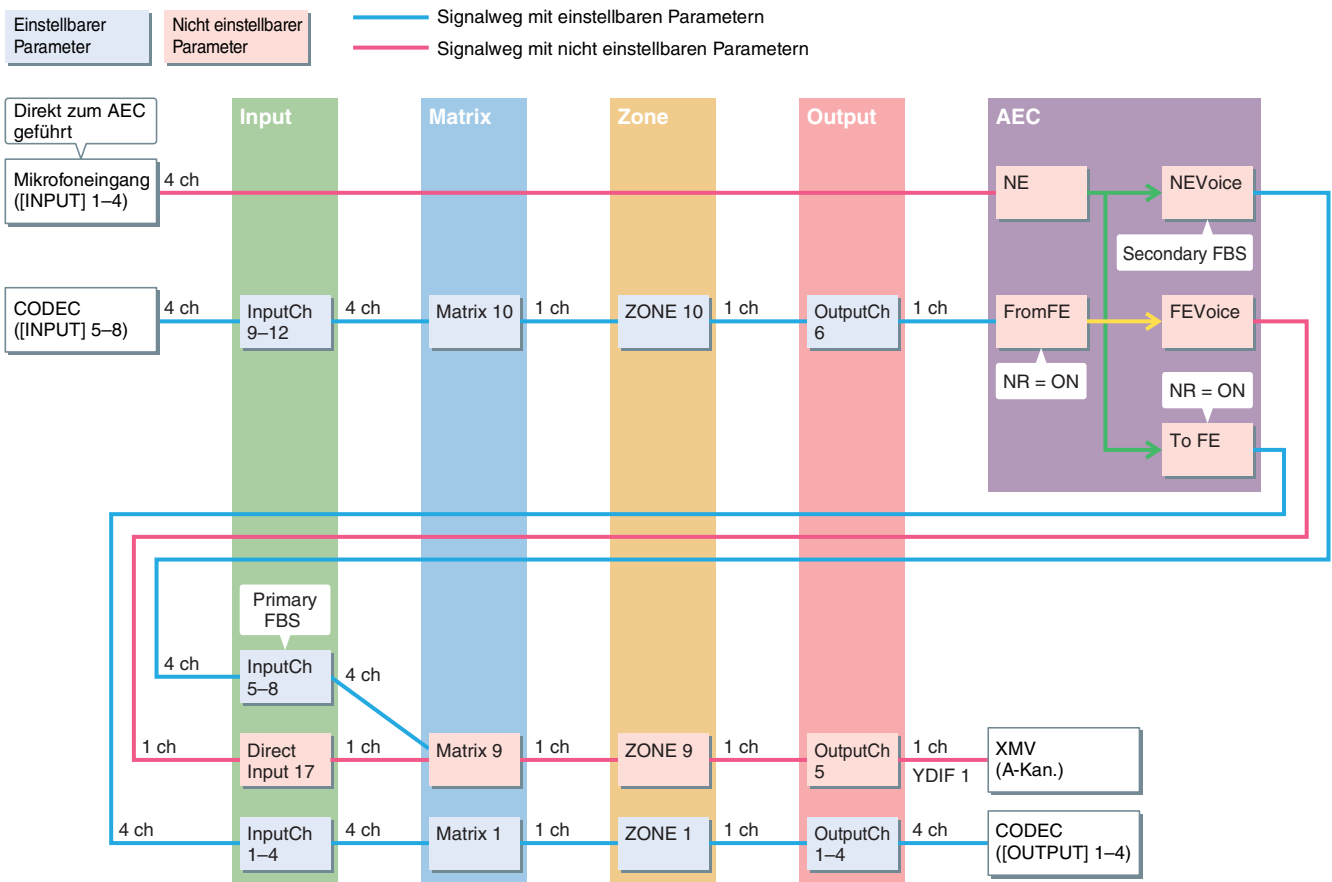 Einstellbarer
Parameter
Nicht einstellbarer
Parameter
Signalweg mit einstellbaren Parametern
Signalweg mit nicht einstellbaren Parametern
Direkt zum AEC
geführt
Input
Matrix
Zone
Output
AEC
Mikrofoneingang
([INPUT] 1–4)
4 ch
NE
NEVoice
Secondary FBS
CODEC
([INPUT] 5–8)
4 ch
InputCh
9–12
4 ch
Matrix 10
1 ch
ZONE 10
1 ch
OutputCh
6
1 ch
FromFE
FEVoice
NR = ON
NR = ON
To FE
Primary
FBS
4 ch
InputCh
5–8
4 ch
1 ch
Direct
Input 17
1 ch
Matrix 9
1 ch
ZONE 9
1 ch
OutputCh
5
1 ch
YDIF 1
XMV
(A-Kan.)
4 ch
InputCh
1–4
4 ch
Matrix 1
1 ch
ZONE 1
1 ch
OutputCh
1–4
4 ch
CODEC
([OUTPUT] 1–4)